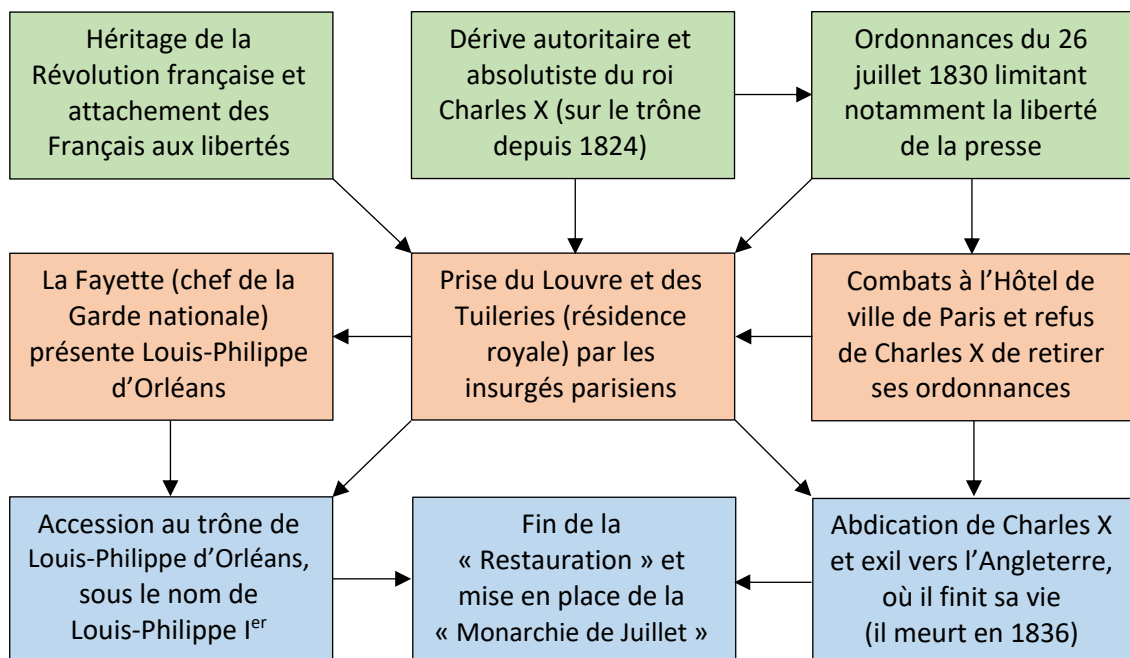 Héritage de la
Révolution française et
attachement des
Français aux libertés
Dérive autoritaire et
absolutiste du roi
Charles X (sur le trône
depuis 1824)
Ordonnances du 26
juillet 1830 limitant
notamment la liberté
de la presse
La Fayette (chef de la
Garde nationale)
présente Louis-Philippe
d’Orléans
Prise du Louvre et des
Tuileries (résidence
royale) par les
insurgés parisiens
Combats à l’Hôtel de
ville de Paris et refus
de Charles X de retirer
ses ordonnances
Accession au trône de
Louis-Philippe d’Orléans,
sous le nom de
Louis-Philippe Ier
Fin de la
« Restauration » et
mise en place de la
« Monarchie de Juillet »
Abdication de Charles X
et exil vers l’Angleterre,
où il finit sa vie
(il meurt en 1836)